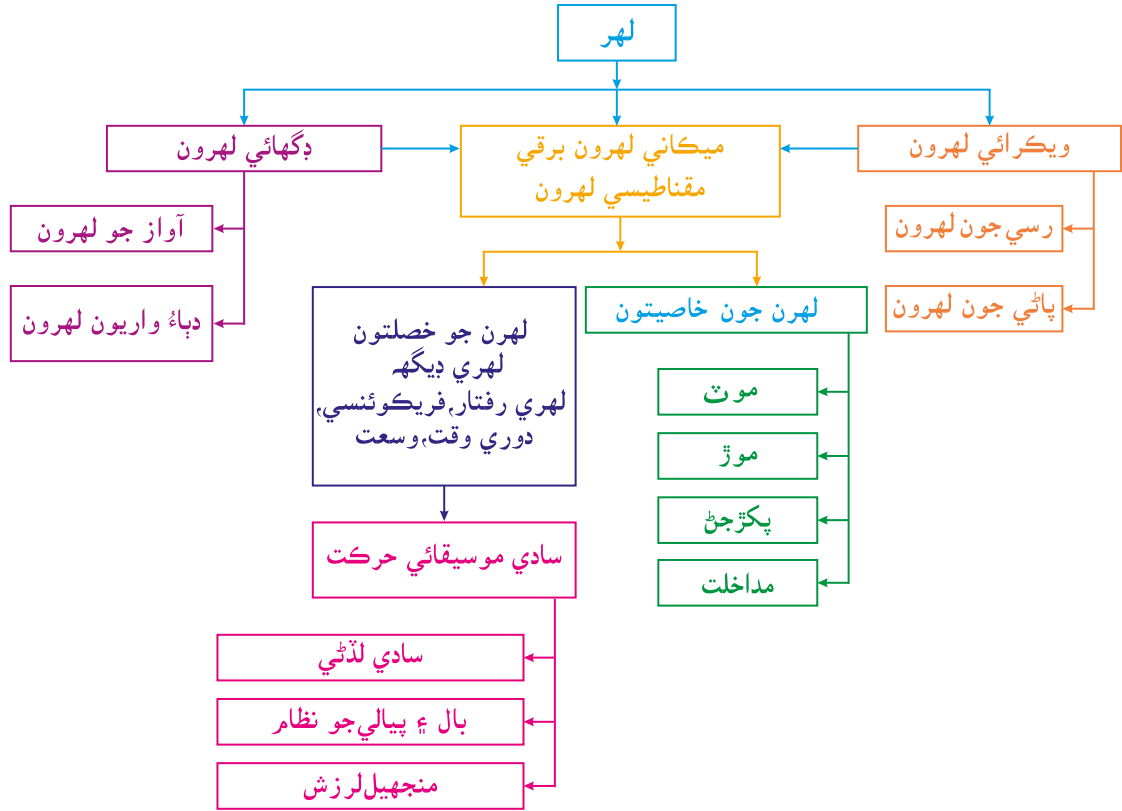 لهر
ويڪرائي لهرون
ميڪاني لهرون برقي
مقناطيسي لهرون
ڊگهائي لهرون
رسي جون لهرون
پاڻي جون لهرون
آواز جو لهرون
دٻاءُ واريون لهرون
لهرن جون خاصيتون
موٽ
موڙ
پکڙجڻ
مداخلت
لهرن جو خصلتون
لهري ڊيگهہ
لهري رفتار،فريڪوئنسي،
دوري وقت،وسعت
سادي موسيقائي حرڪت
سادي لڏڻي
بال ۽ پيالي جو نظام
منجهيل لرزش